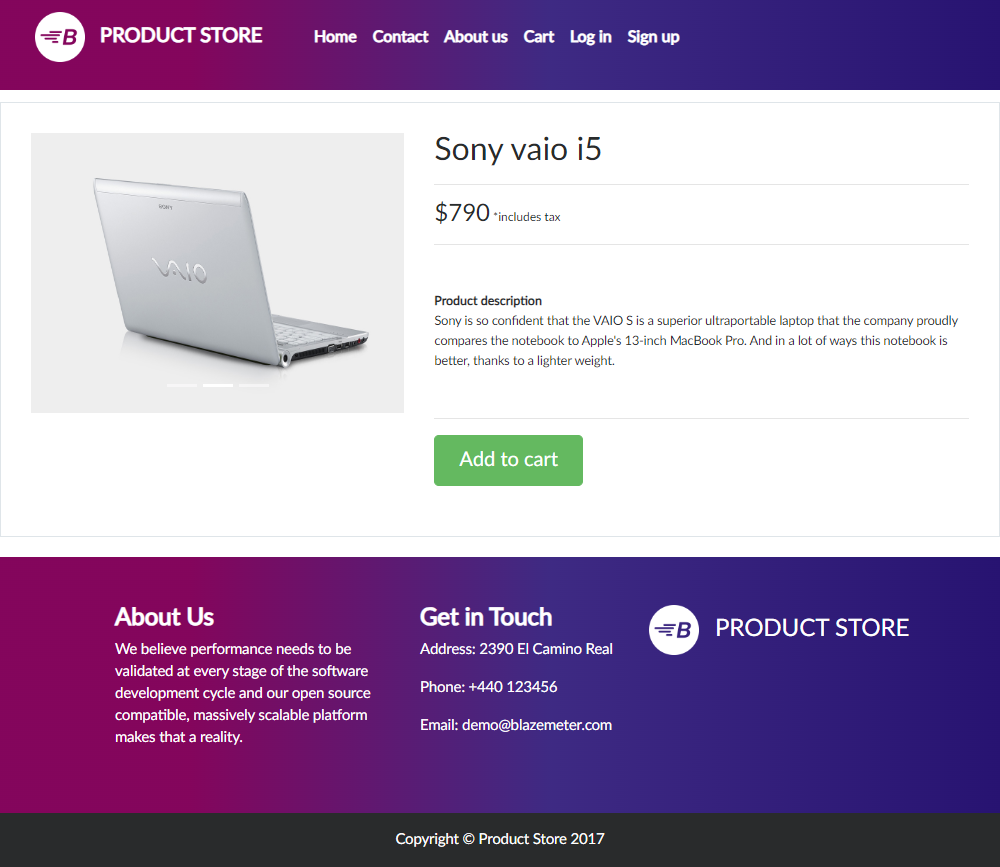 B PRODUCT STORE Home Contact About us Cart Log in Sign up
SONY
VAIO
Sony vaio i5
$790 *includes tax
Product description
Sony is so confident that the VAIO S is a superior ultraportable laptop that the company proudly
compares the notebook to Apple's 13-inch MacBook Pro. And in a lot of ways this notebook is
better, thanks to a lighter weight.
Add to cart
About Us
We believe performance needs to be
validated at every stage of the software
development cycle and our open source
compatible, massively scalable platform
makes that a reality.
Get in Touch
Address: 2390 El Camino Real
Phone: +440 123456
Email: demo@blazemeter.com
B PRODUCT STORE
Copyright © Product Store 2017